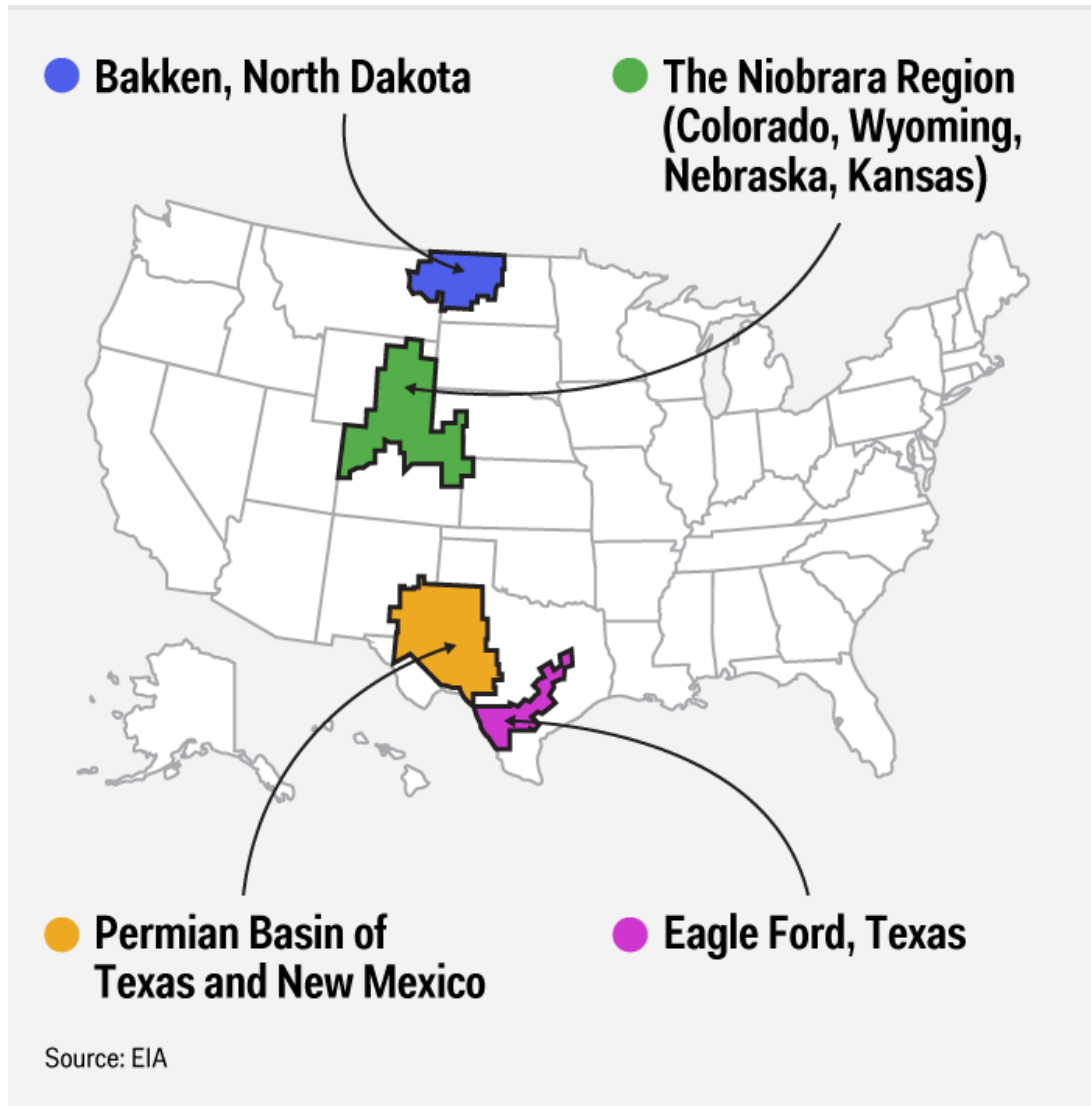 Bakken, North Dakota
The Niobrara Region
(Colorado, Wyoming,
Nebraska, Kansas)
Permian Basin of
Texas and New Mexico
Eagle Ford, Texas
Source: EIA